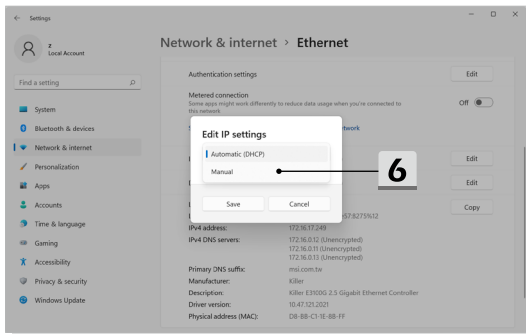 Settings
z
Local Account
Find a setting
System
Bluetooth & devices
Network & internet
Personalization
Apps
Accounts
Time & language
Gaming
Accessibility
Privacy & security
Windows Update
Network & internet > Ethernet
Authentication settings
Edit
Metered connection
Some apps might work differently to reduce data usage when you're connected to
this network
Off
Edit IP settings
Automatic (DHCP)
Manual
6
Edit
Edit
Save
Cancel
Copy
IPv4 address: 172.16.17.249
IPv4 DNS servers: 172.16.0.12 (Unencrypted)
172.16.0.11 (Unencrypted)
172.16.0.13 (Unencrypted)
Primary DNS suffix: msi.com.tw
Manufacturer: Killer
Description: Killer E3100G 2.5 Gigabit Ethernet Controller
Driver version: 10.47.121.2021
Physical address (MAC): D8-BB-C1-1E-88-FF